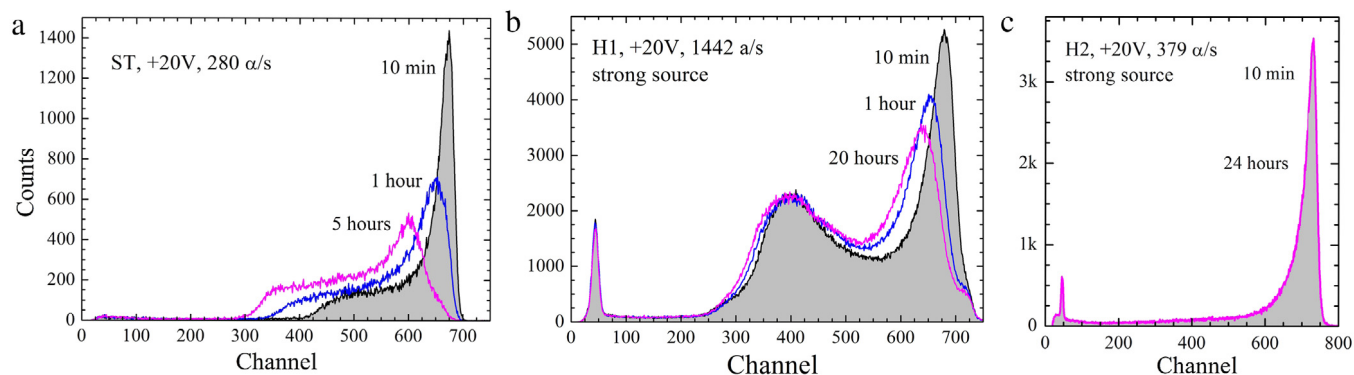 a
ST, +20V, 280 α/s
10 min
1 hour
5 hours
Counts
1400
1200
1000
800
600
400
200
0
0 100 200 300 400 500 600 700
Channel
b
H1, +20V, 1442 a/s
strong source
10 min
1 hour
20 hours
5000
4000
3000
2000
1000
0
0 100 200 300 400 500 600 700
Channel
c
H2, +20V, 379 α/s
strong source
10 min
24 hours
3k
2k
1k
0
0 200 400 600 800
Channel